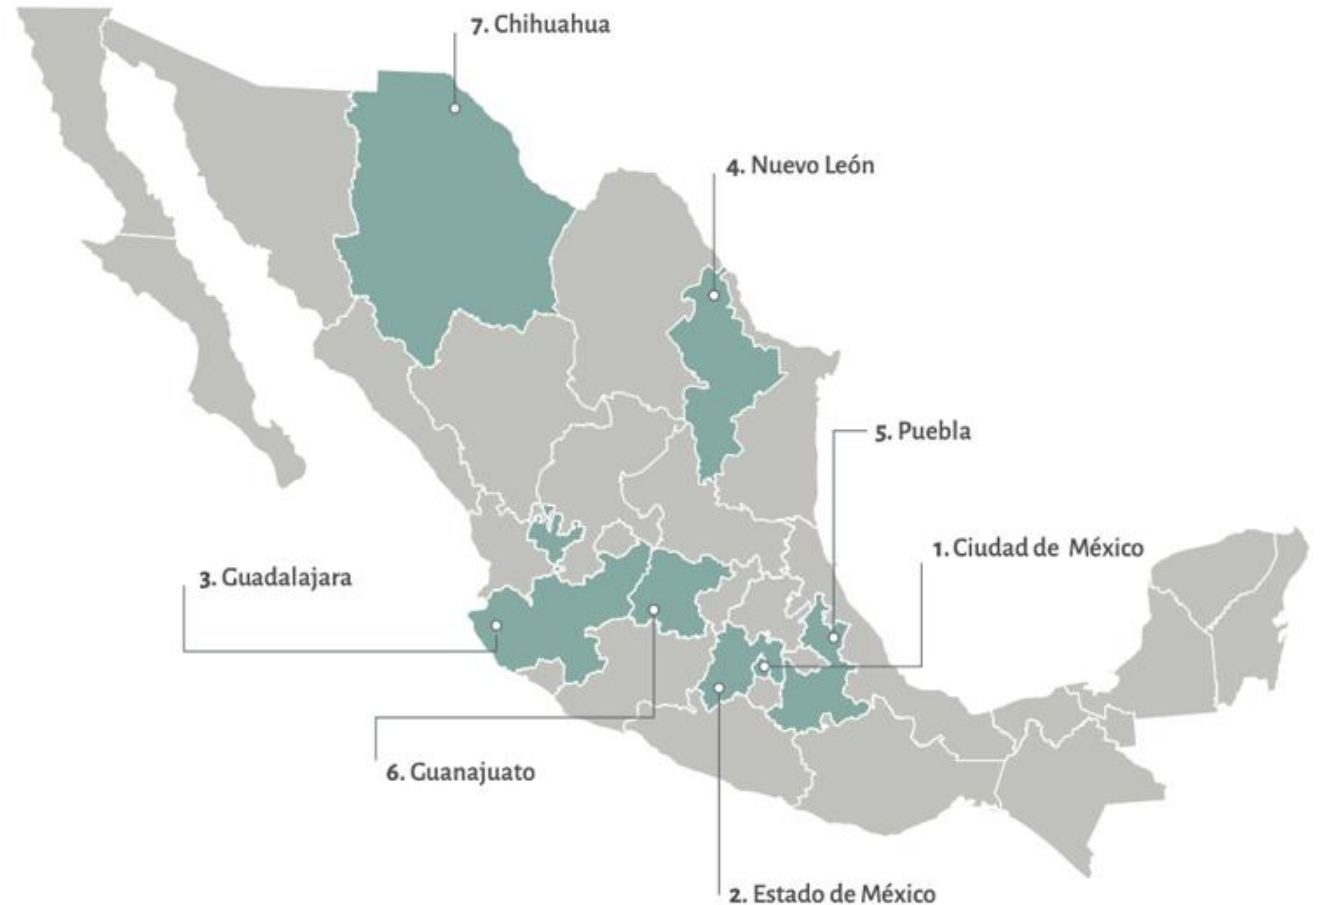 7. Chihuahua
4. Nuevo León
5. Puebla
1. Ciudad de México
3. Guadalajara
6. Guanajuato
2. Estado de México